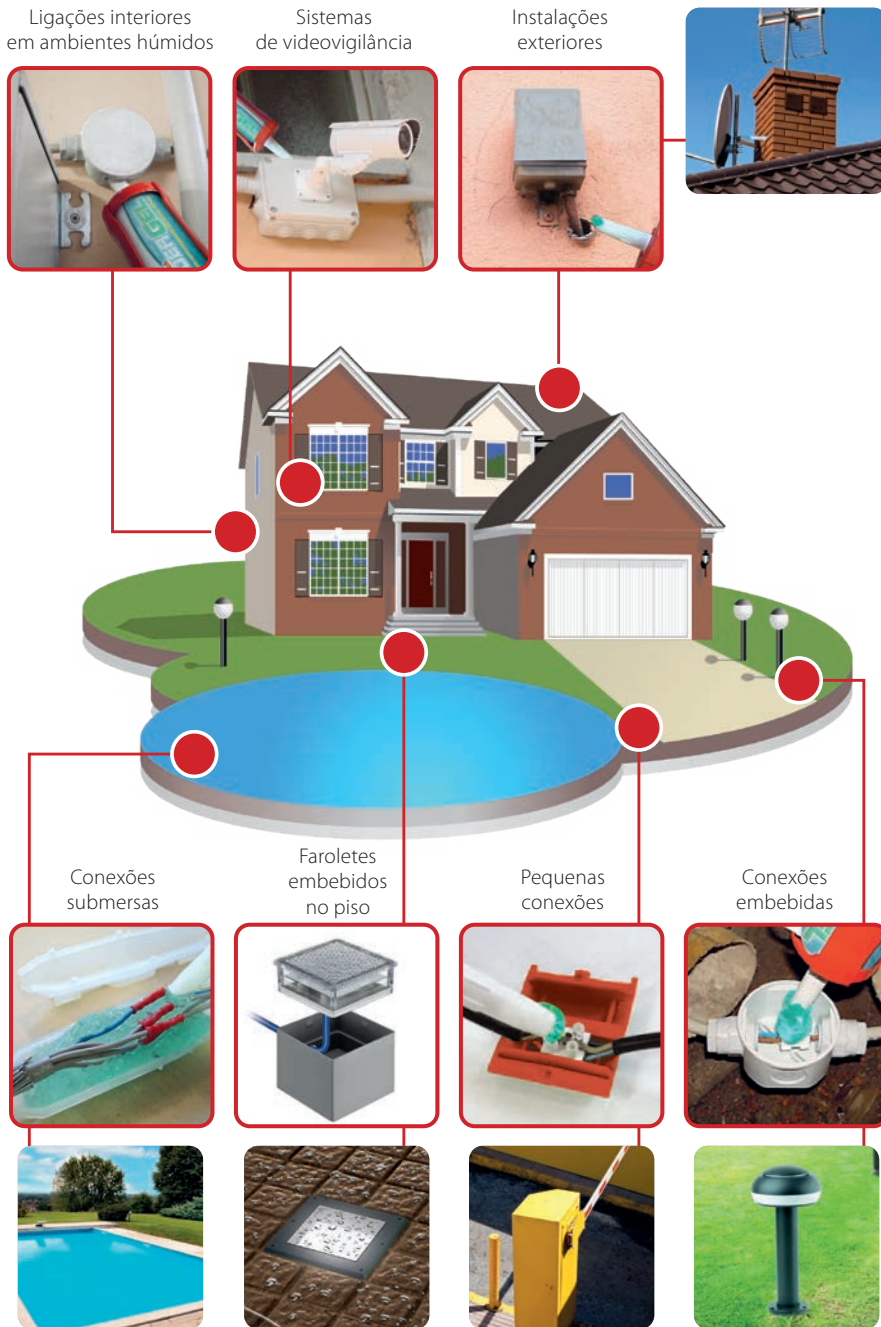 Ligações interiores
em ambientes húmidos
Sistemas
de videovigilância
Instalações
exteriores
Conexões
submersas
Faroletes
embebidos
no piso
Pequenas
conexões
Conexões
embebidas